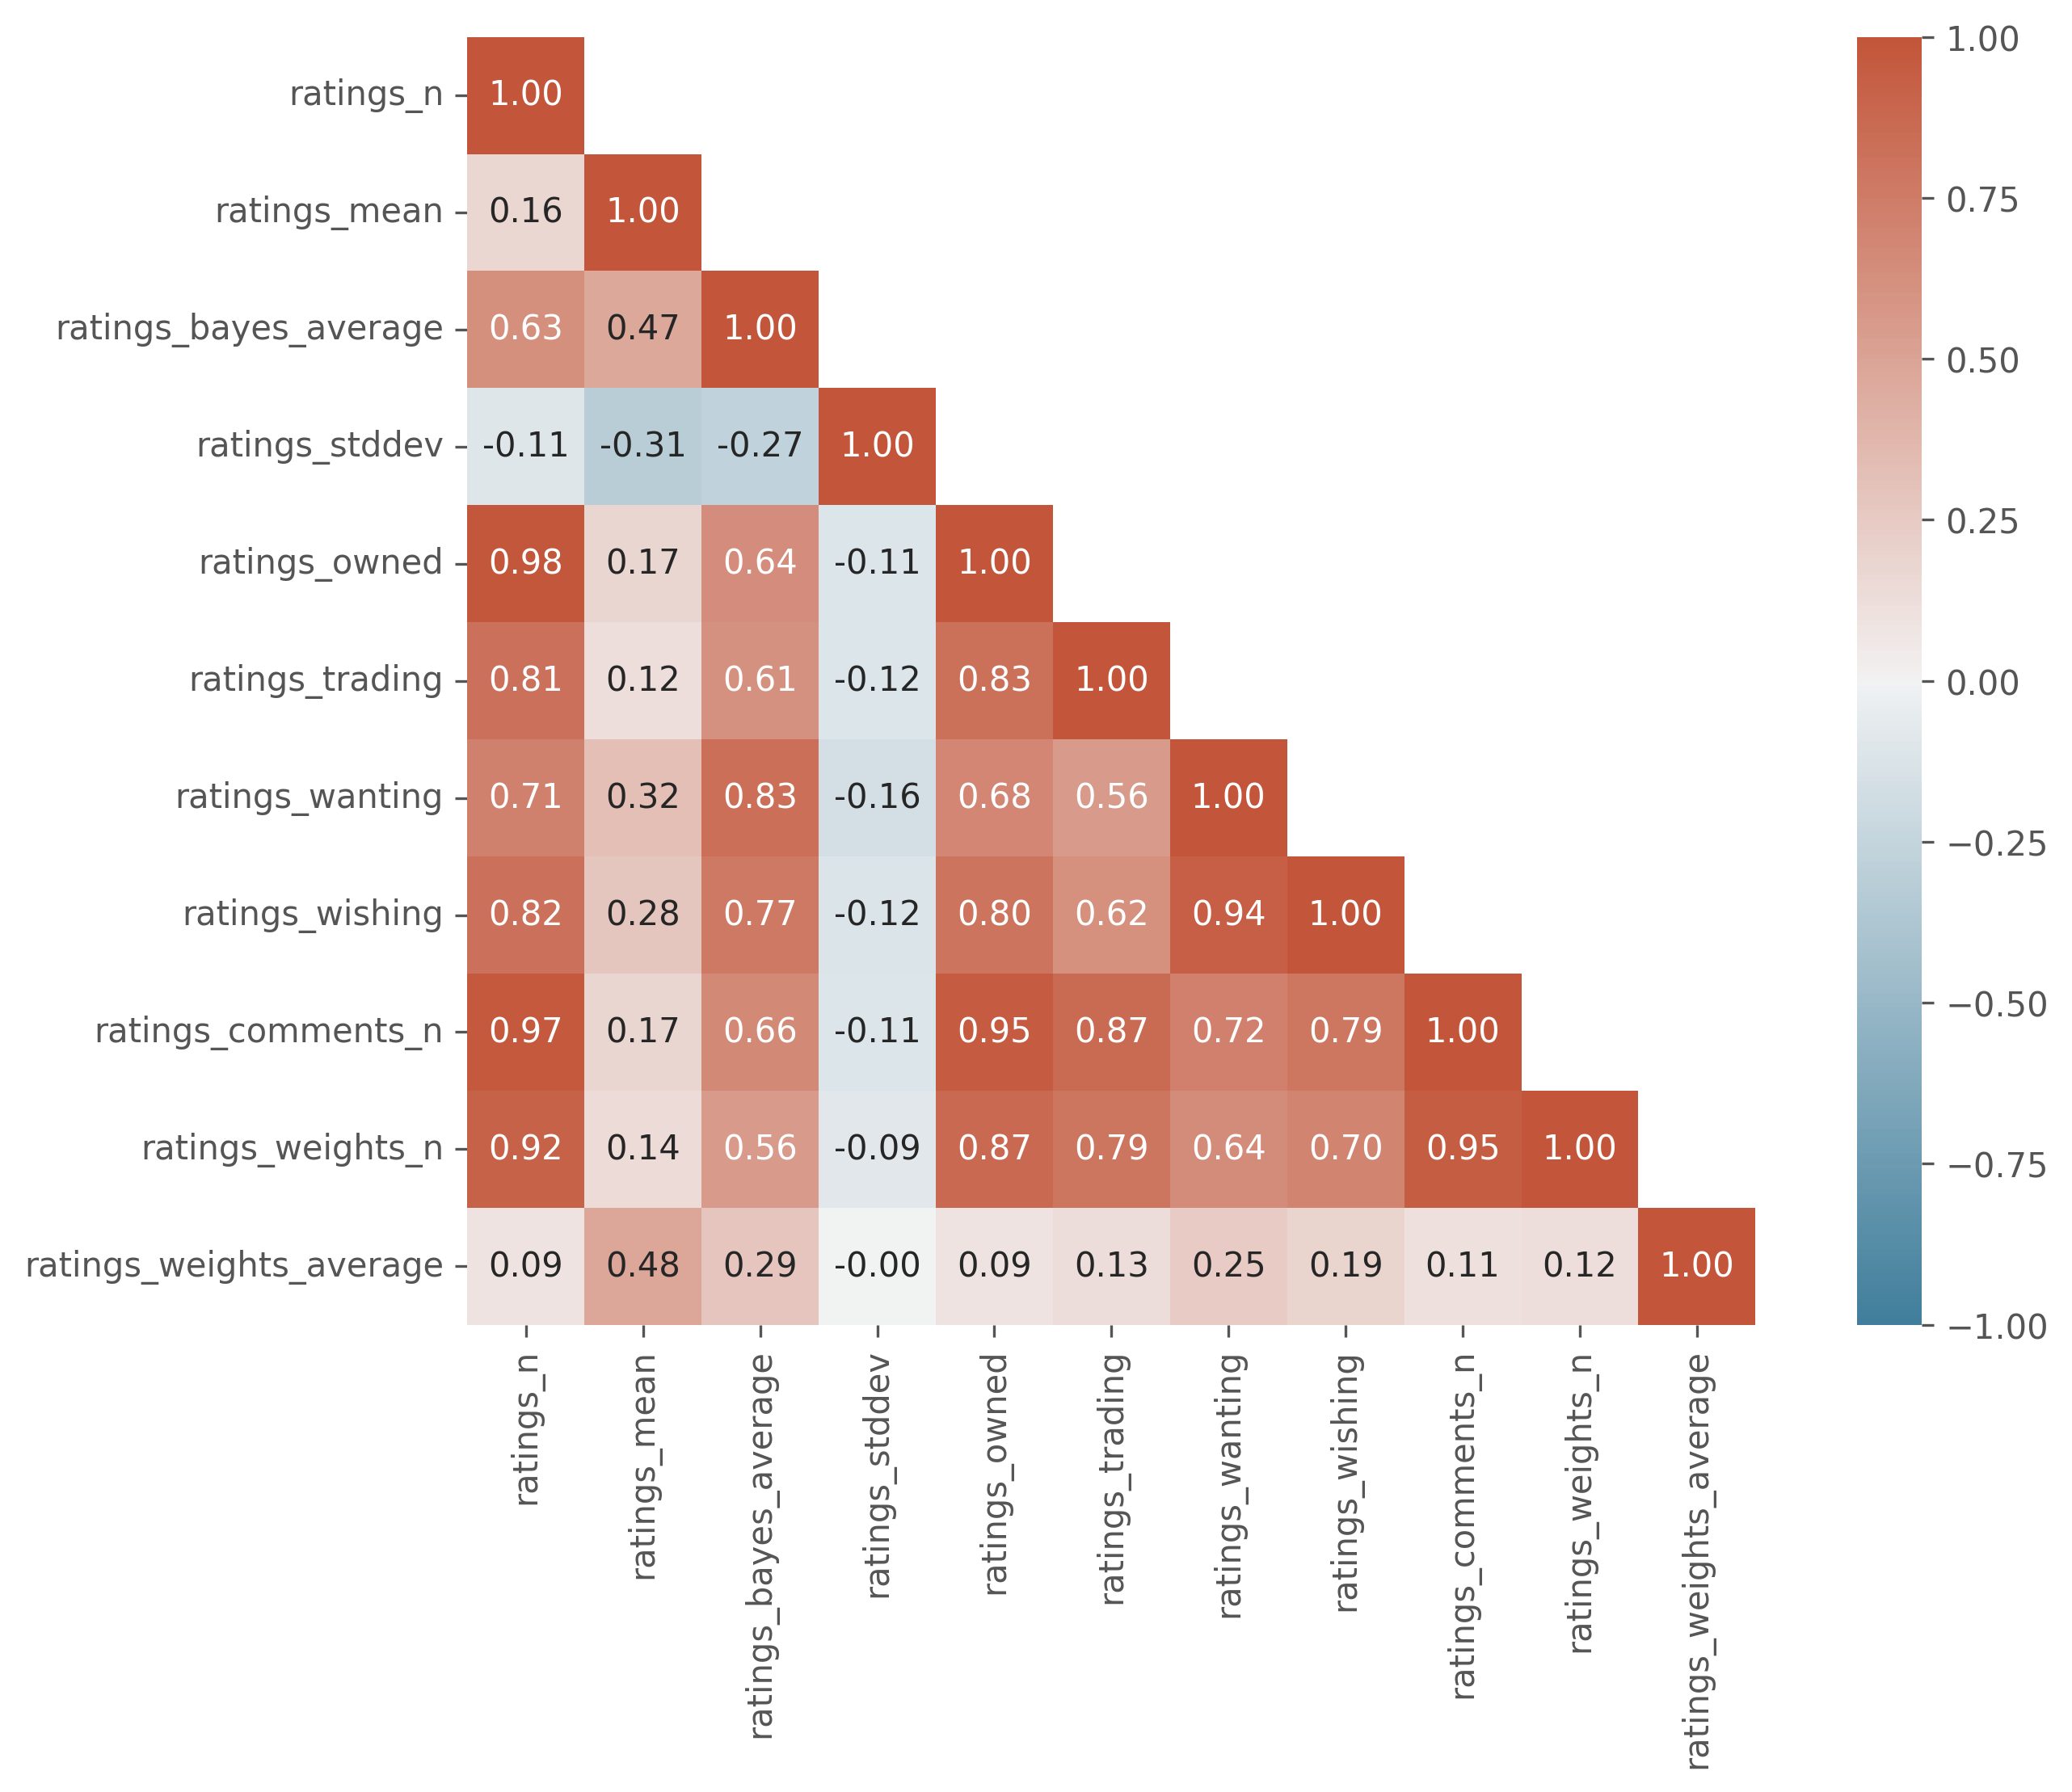 ratings_n 1.00
ratings_mean 0.16 1.00
ratings_bayes_average 0.63 0.47 1.00
ratings_stddev -0.11 -0.31 -0.27 1.00
ratings_owned 0.98 0.17 0.64 -0.11 1.00
ratings_trading 0.81 0.12 0.61 -0.12 0.83 1.00
ratings_wanting 0.71 0.32 0.83 -0.16 0.68 0.56 1.00
ratings_wishing 0.82 0.28 0.77 -0.12 0.80 0.62 0.94 1.00
ratings_comments_n 0.97 0.17 0.66 -0.11 0.95 0.87 0.72 0.79 1.00
ratings_weights_n 0.92 0.14 0.56 -0.09 0.87 0.79 0.64 0.70 0.95 1.00
ratings_weights_average 0.09 0.48 0.29 -0.00 0.09 0.13 0.25 0.19 0.11 0.12 1.00
ratings_n
ratings_mean
ratings_bayes_average
ratings_stddev
ratings_owned
ratings_trading
ratings_wanting
ratings_wishing
ratings_comments_n
ratings_weights_n
ratings_weights_average
1.00
0.75
0.50
0.25
0.00
−0.25
−0.50
−0.75
−1.00